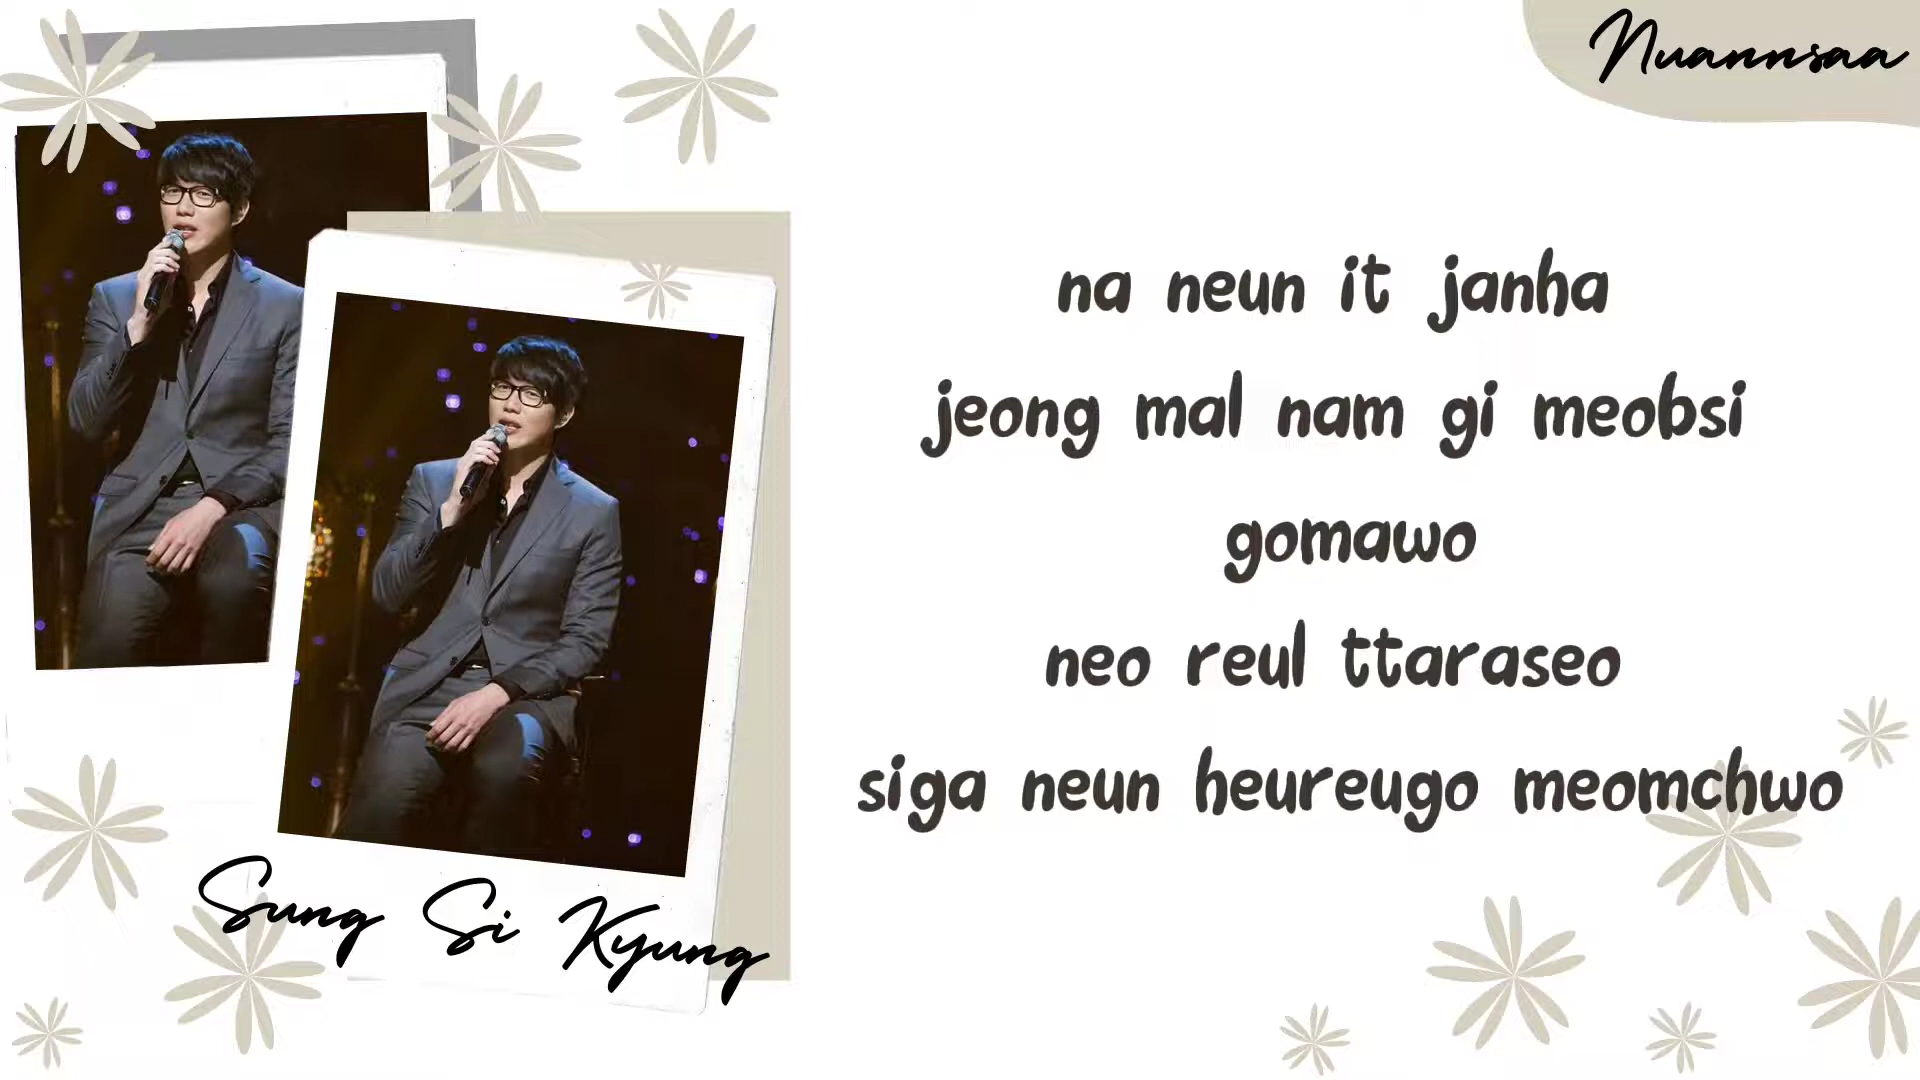 Nuannsaa
na neun it janha
jeong mal nam gi meobsi
gomawo
neo reul ttaraseo
siga neun heureugo meomchwo
Sung Si Kyung